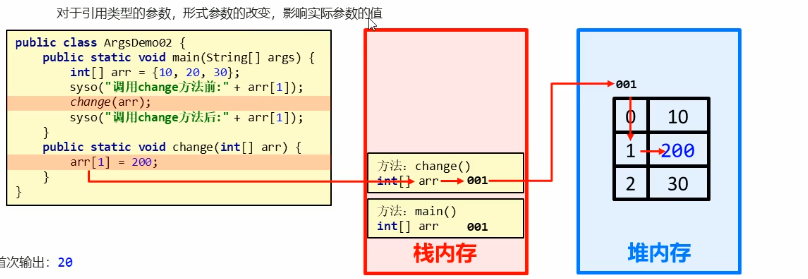 对于引用类型的参数，形式参数的改变，影响实际参数的值
public class ArgsDemo02 {
public static void main(String[] args) {
int[] arr = {10, 20, 30};
syso("调用change方法前:" + arr[1]);
change(arr);
syso("调用change方法后:" + arr[1]);
}
public static void change(int[] arr) {
arr[1] = 200;
}
}
首次输出：20
方法：change()
int[] arr 001
方法：main()
int[] arr 001
栈内存
001
0 10
1 200
2 30
堆内存